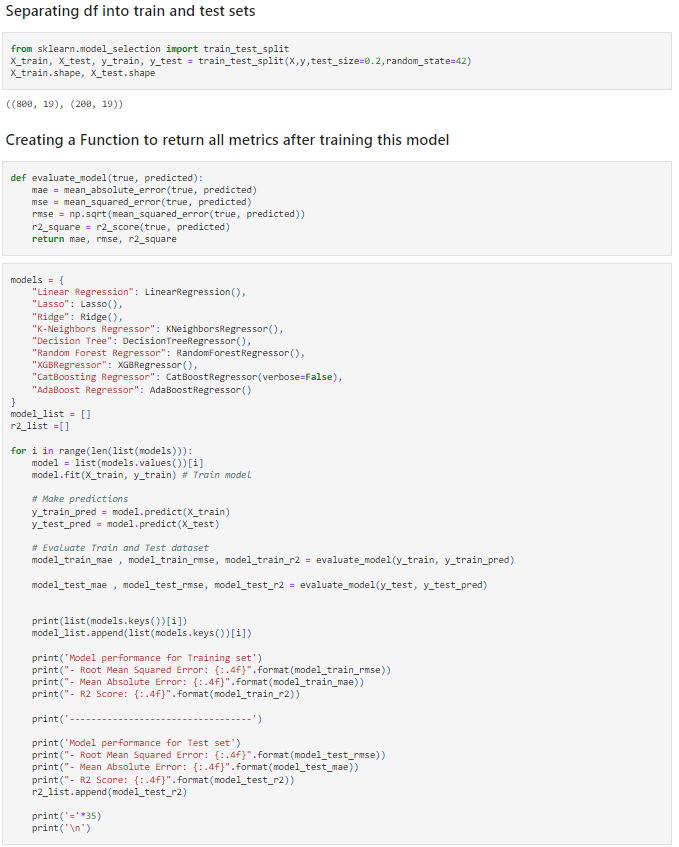 Separating df into train and test sets
from sklearn.model_selection import train_test_split
X_train, X_test, y_train, y_test = train_test_split(X,y,test_size=0.2,random_state=42)
X_train.shape, X_test.shape
((800, 19), (200, 19))
Creating a Function to return all metrics after training this model
def evaluate_model(true, predicted):
    mae = mean_absolute_error(true, predicted)
    mse = mean_squared_error(true, predicted)
    rmse = np.sqrt(mean_squared_error(true, predicted))
    r2_square = r2_score(true, predicted)
    return mae, rmse, r2_square
models = {
    "Linear Regression": LinearRegression(),
    "Lasso": Lasso(),
    "Ridge": Ridge(),
    "K-Neighbors Regressor": KNeighborsRegressor(),
    "Decision Tree": DecisionTreeRegressor(),
    "Random Forest Regressor": RandomForestRegressor(),
    "XGBRegressor": XGBRegressor(),
    "CatBoosting Regressor": CatBoostRegressor(verbose=False),
    "AdaBoost Regressor": AdaBoostRegressor()
}
model_list = []
r2_list =[]
for i in range(len(list(models))):
    model = list(models.values())[i]
    model.fit(X_train, y_train) # Train model
    # Make predictions
    y_train_pred = model.predict(X_train)
    y_test_pred = model.predict(X_test)
    # Evaluate Train and Test dataset
    model_train_mae , model_train_rmse, model_train_r2 = evaluate_model(y_train, y_train_pred)
    model_test_mae , model_test_rmse, model_test_r2 = evaluate_model(y_test, y_test_pred)
    print(list(models.keys())[i])
    model_list.append(list(models.keys())[i])
    print('Model performance for Training set')
    print("- Root Mean Squared Error: {:.4f}".format(model_train_rmse))
    print("- Mean Absolute Error: {:.4f}".format(model_train_mae))
    print("- R2 Score: {:.4f}".format(model_train_r2))
    print('----------------------------------')
    print('Model performance for Test set')
    print("- Root Mean Squared Error: {:.4f}".format(model_test_rmse))
    print("- Mean Absolute Error: {:.4f}".format(model_test_mae))
    print("- R2 Score: {:.4f}".format(model_test_r2))
    r2_list.append(model_test_r2)
    print('='*35)
    print('\n')